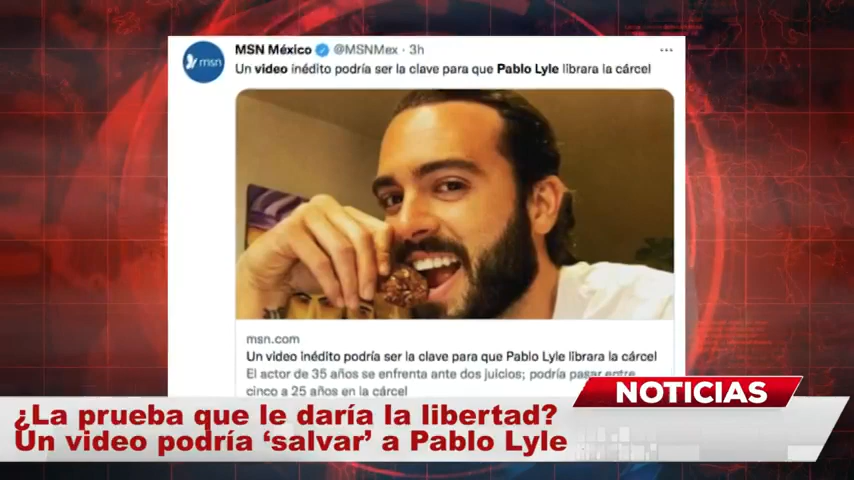 msn
MSN México @MSNMex · 3h
Un video inédito podría ser la clave para que Pablo Lyle librara la cárcel
msn.com
Un video inédito podría ser la clave para que Pablo Lyle librara la cárcel
El actor de 35 años se enfrenta ante dos juicios; podría pasar entre
cinco a 25 años en la cárcel
NOTICIAS
¿La prueba que le daría la libertad?
Un video podría ‘salvar’ a Pablo Lyle